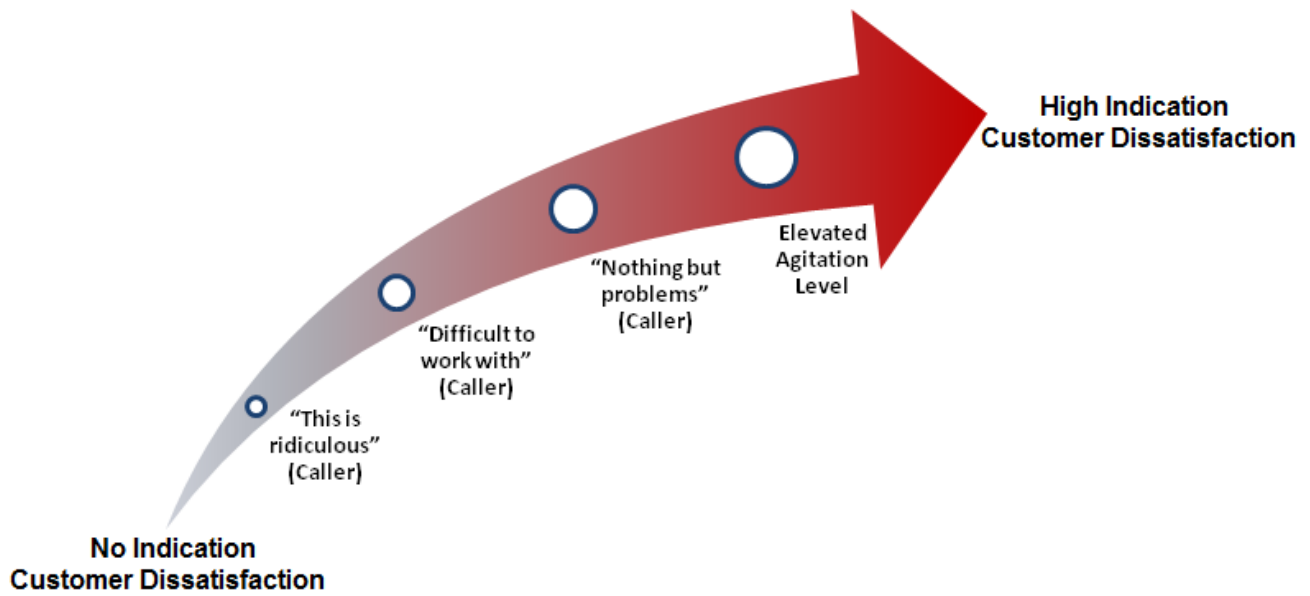 High Indication
Customer Dissatisfaction
Elevated
Agitation
Level
“Nothing but
problems”
(Caller)
“Difficult to
work with”
(Caller)
“This is
ridiculous”
(Caller)
No Indication
Customer Dissatisfaction